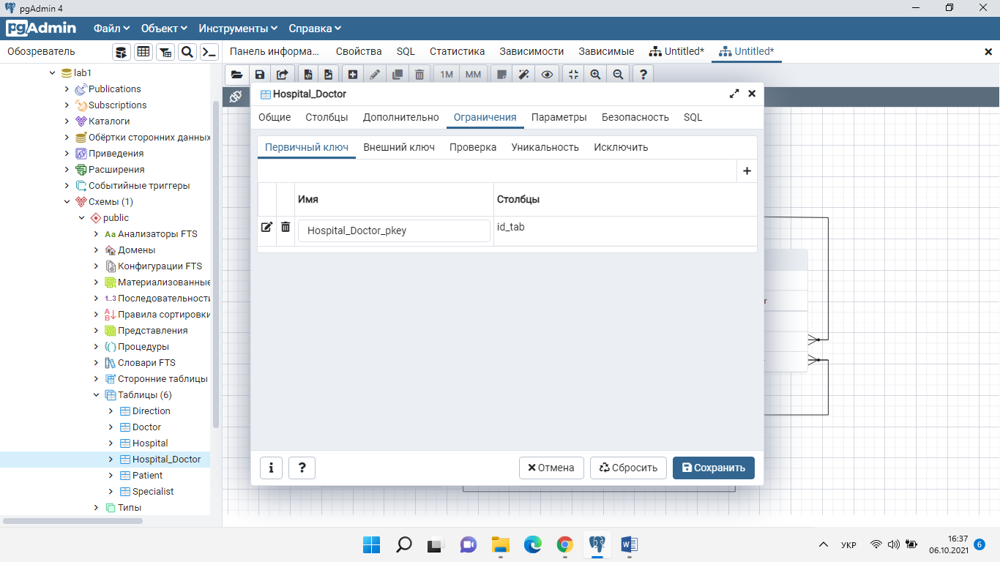 pgAdmin 4
pgAdmin Файл Объект Инструменты Справка
Обозреватель
Панель информа... Свойства SQL Статистика Зависимости Зависимые Untitled* Untitled*
1M MM ?
lab1
Publications
Subscriptions
Каталоги
Обёртки сторонних данных
Приведения
Расширения
Событийные триггеры
Схемы (1)
public
Aa Анализаторы FTS
Домены
Конфигурации FTS
Материализованные
1..3 Последовательности
Правила сортировки
Представления
Процедуры
Словари FTS
Сторонние таблицы
Таблицы (6)
Direction
Doctor
Hospital
Hospital_Doctor
Patient
Specialist
Типы
Hospital_Doctor
Общие Столбцы Дополнительно Ограничения Параметры Безопасность SQL
Первичный ключ Внешний ключ Проверка Уникальность Исключить
Имя Столбцы
Hospital_Doctor_pkey id_tab
i ? Отмена Сбросить Сохранить
УКР 16:37
06.10.2021 6